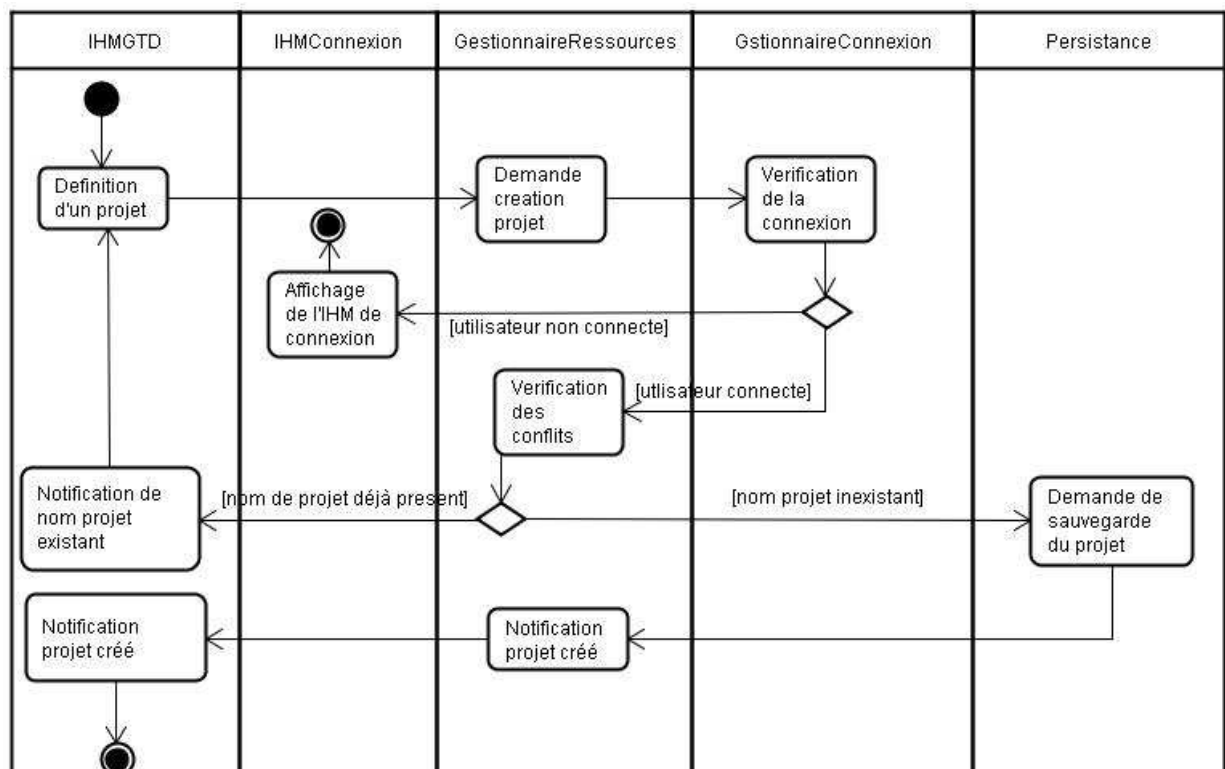 IHMGTD
IHMConnexion
GestionnaireRessources
GstionnaireConnexion
Persistance
Definition
d'un projet
Demande
creation
projet
Verification
de la
connexion
Affichage
de l'IHM de
connexion
[utilisateur non connecte]
Verification
des
conflits
[utlisateur connecte]
Notification de
nom projet
existant
[nom de projet déjà present]
[nom projet inexistant]
Demande de
sauvegarde
du projet
Notification
projet créé
Notification
projet créé